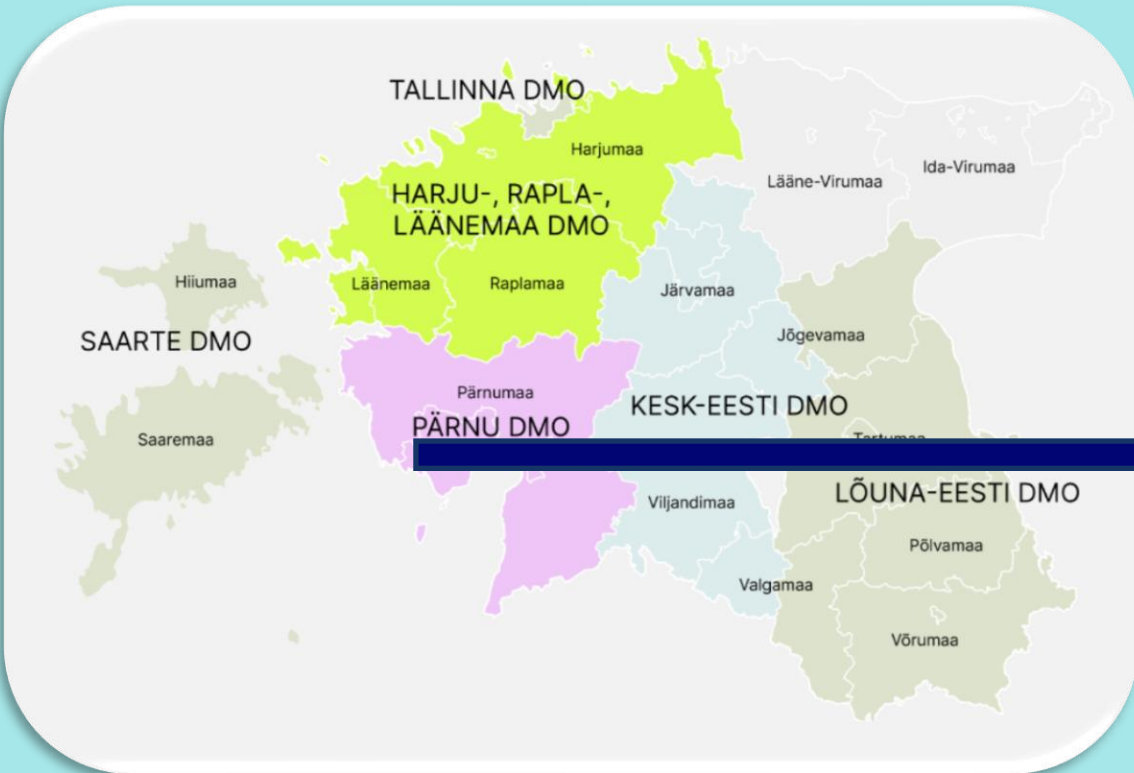 TALLINNA DMO
Harjumaa
Lääne-Virumaa
Ida-Virumaa
HARJU-, RAPLA-,
LÄÄNEMAA DMO
Hiiumaa
Läänemaa
Raplamaa
Järvamaa
SAARTE DMO
Jõgevamaa
Pärnumaa
KESK-EESTI DMO
PÄRNU DMO
Saaremaa
Tartumaa
LÕUNA-EESTI DMO
Viljandimaa
Põlvamaa
Valgamaa
Võrumaa